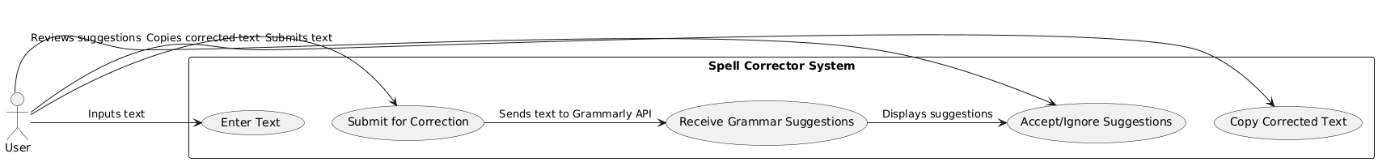 Reviews suggestions Copies corrected text Submits text
Spell Corrector System
Inputs text
Enter Text
Submit for Correction
Sends text to Grammarly API
Receive Grammar Suggestions
Displays suggestions
Accept/Ignore Suggestions
Copy Corrected Text
User